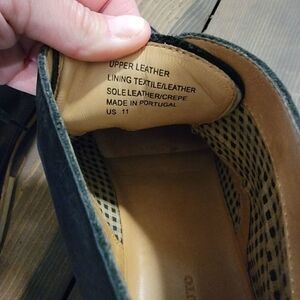 UPPER LEATHER
LINING TEXTILE/LEATHER
SOLE LEATHER/CREPE
MADE IN PORTUGAL
US 11